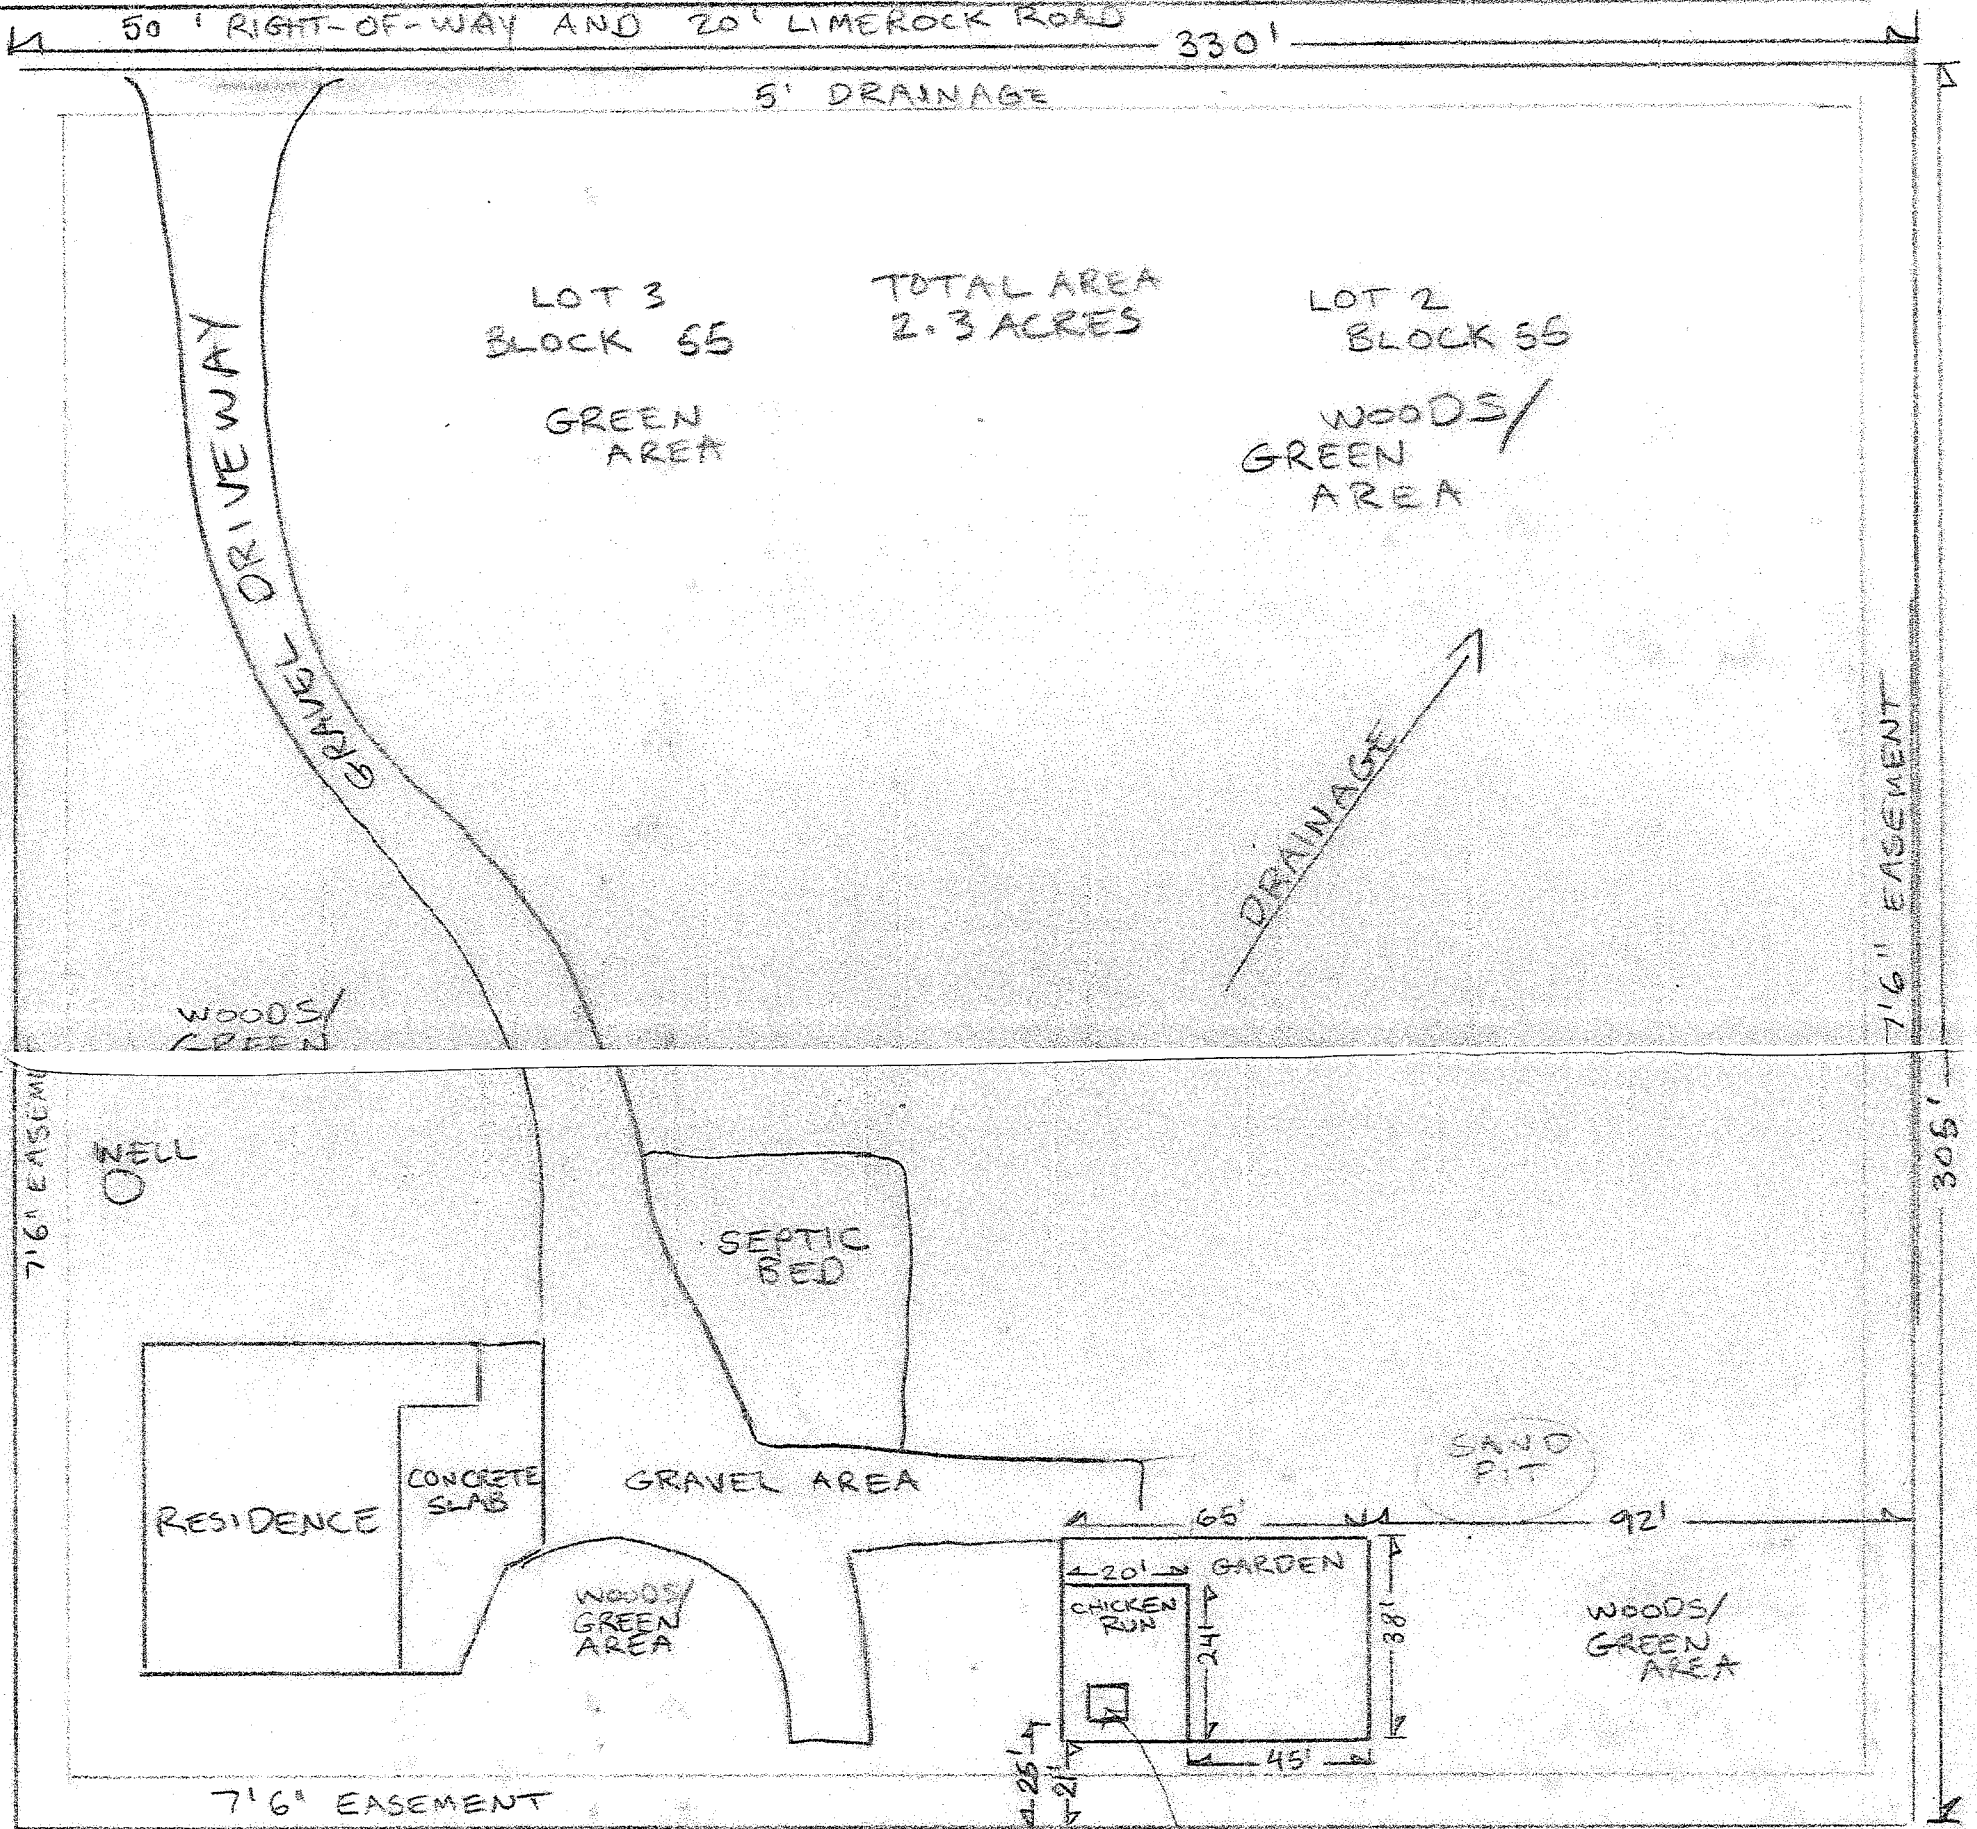 50' RIGHT-OF-WAY AND 20' LIMEROCK ROAD
330'
5' DRAINAGE
LOT 3
BLOCK 55
TOTAL AREA
2.3 ACRES
LOT 2
BLOCK 55
GREEN
AREA
WOODS/
GREEN
AREA
GRAVEL DRIVEWAY
DRAINAGE
7'6" EASEMENT
305'
WOODS/
GREEN
7'6" EASEME
WELL
SEPTIC
BED
SAND
PIT
RESIDENCE
CONCRETE
SLAB
GRAVEL AREA
65'
92'
20'
GARDEN
CHICKEN
RUN
24'
38'
WOODS/
GREEN
AREA
WOODS/
GREEN
AREA
45'
25'
21'
7'6" EASEMENT